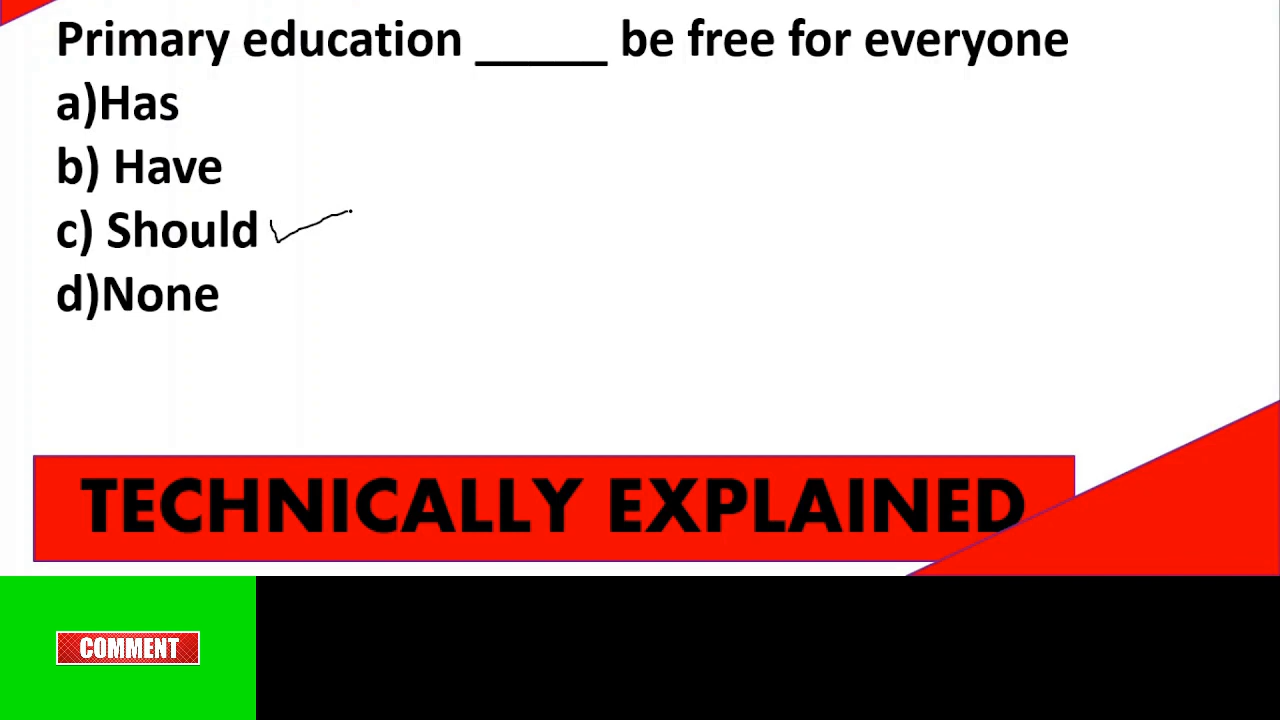 Primary education ______ be free for everyone
a)Has
b) Have
c) Should
d)None
TECHNICALLY EXPLAINED
COMMENT